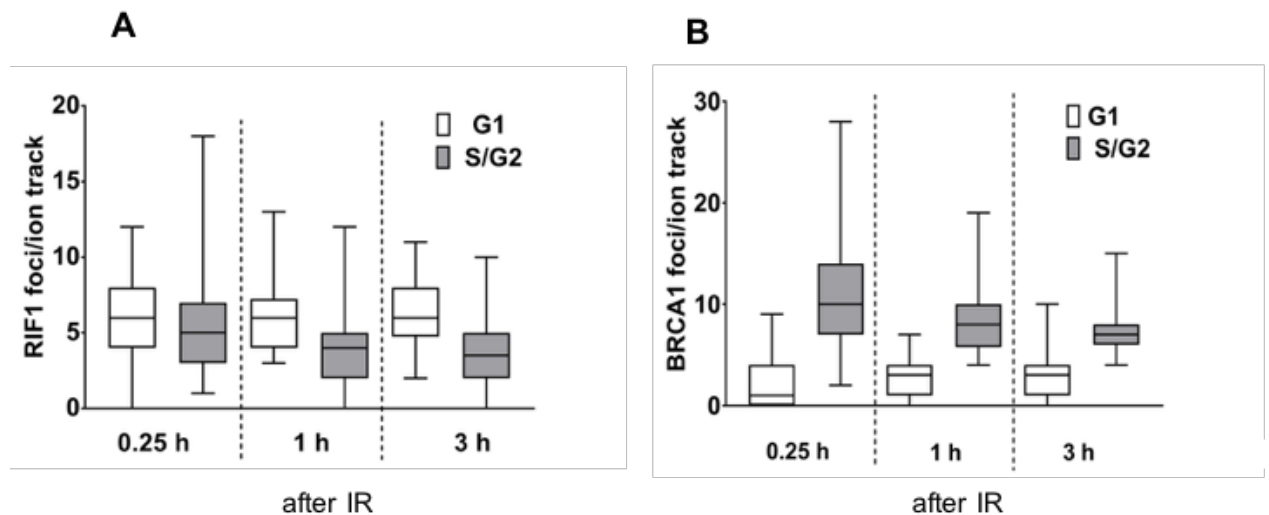 A
RIF1 foci/ion track
20
15
10
5
0
G1
S/G2
0.25 h
1 h
3 h
after IR
B
BRCA1 foci/ion track
30
20
10
0
G1
S/G2
0.25 h
1 h
3 h
after IR